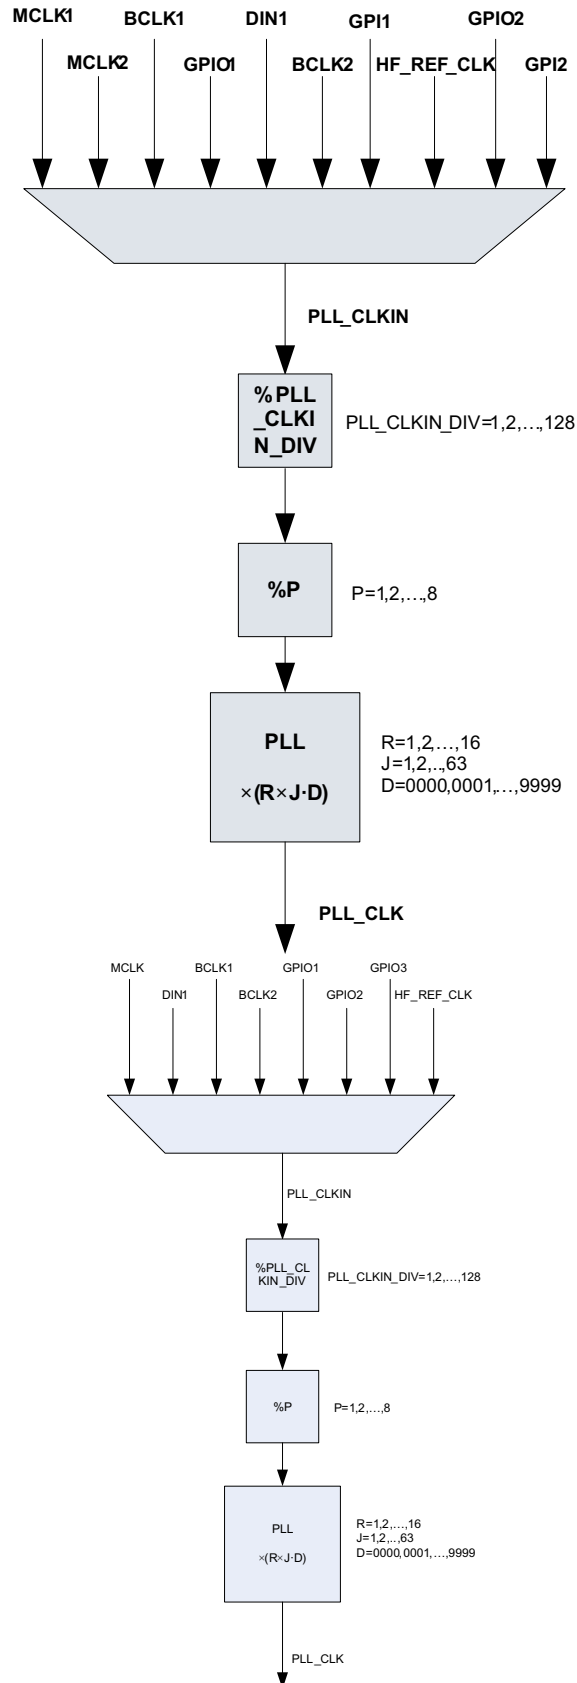 MCLK1 BCLK1 DIN1 GPI1 GPIO2
MCLK2 GPIO1 BCLK2 HF_REF_CLK GPI2
PLL_CLKIN
%PLL
_CLKI
N_DIV
PLL_CLKIN_DIV=1,2,…,128
%P
P=1,2,…,8
PLL
×(R×J·D)
R=1,2,…,16
J=1,2,..,63
D=0000,0001,…,9999
PLL_CLK
MCLK BCLK1 GPIO1 GPIO3
DIN1 BCLK2 GPIO2 HF_REF_CLK
PLL_CLKIN
%PLL_CL
KIN_DIV
PLL_CLKIN_DIV=1,2,…,128
%P
P=1,2,…,8
PLL
×(R×J·D)
R=1,2,…,16
J=1,2,..,63
D=0000,0001,…,9999
PLL_CLK